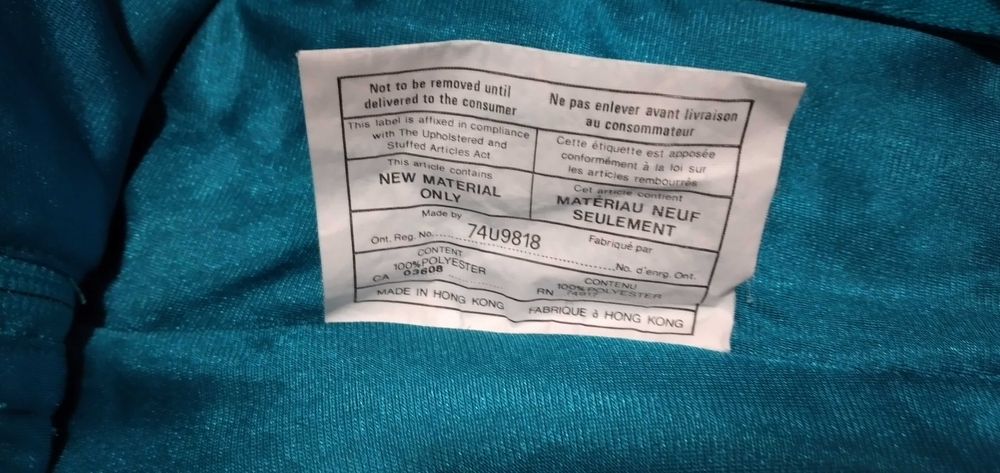 Not to be removed until
delivered to the consumer
Ne pas enlever avant livraison
au consommateur
This label is affixed in compliance
with The Upholstered and
Stuffed Articles Act
Cette étiquette est apposée
conformément à la loi sur
les articles rembourrés
This article contains
NEW MATERIAL
ONLY
Cet article contient
MATÉRIAU NEUF
SEULEMENT
Made by
Fabriqué par
Ont. Reg. No. 74U9818 No. d'enrg. Ont.
CONTENT
100% POLYESTER
CA 03608
CONTENU
100% POLYESTER
RN
MADE IN HONG KONG
FABRIQUE à HONG KONG